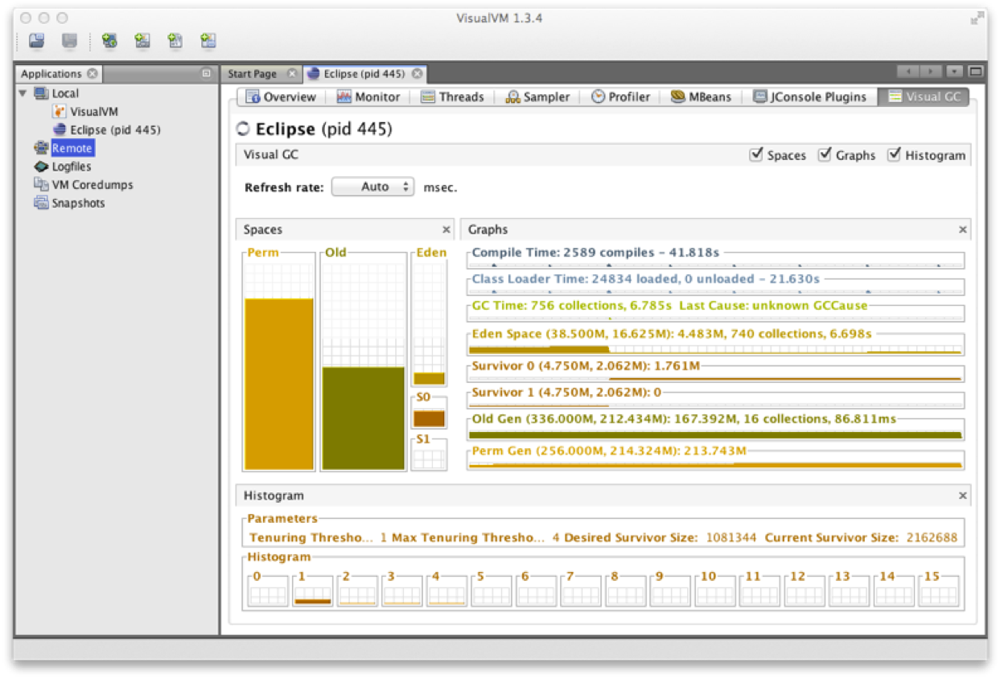 VisualVM 1.3.4
Applications
Start Page
Eclipse (pid 445)
Local
VisualVM
Eclipse (pid 445)
Remote
Logfiles
VM Coredumps
Snapshots
Overview Monitor Threads Sampler Profiler MBeans JConsole Plugins Visual GC
Eclipse (pid 445)
Visual GC
Spaces Graphs Histogram
Refresh rate: Auto msec.
Spaces
Perm Old Eden
S0
S1
Graphs
Compile Time: 2589 compiles - 41.818s
Class Loader Time: 24834 loaded, 0 unloaded - 21.630s
GC Time: 756 collections, 6.785s Last Cause: unknown GCCause
Eden Space (38.500M, 16.625M): 4.483M, 740 collections, 6.698s
Survivor 0 (4.750M, 2.062M): 1.761M
Survivor 1 (4.750M, 2.062M): 0
Old Gen (336.000M, 212.434M): 167.392M, 16 collections, 86.811ms
Perm Gen (256.000M, 214.324M): 213.743M
Histogram
Parameters
Tenuring Thresho... 1 Max Tenuring Thresho... 4 Desired Survivor Size: 1081344 Current Survivor Size: 2162688
Histogram
0 1 2 3 4 5 6 7 8 9 10 11 12 13 14 15